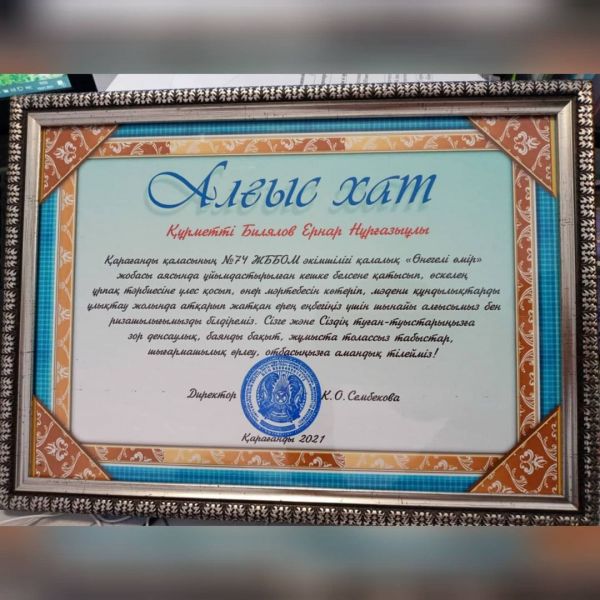 Алғыс хат
Құрметті Билялов Ернар Нұрғазыұлы
Қарағанды қаласының №74 ЖББОМ әкімшілігі қалалық «Өнегелі өмір»
жобасы аясында ұйымдастырылған кешке белсене қатысып, өскелең
ұрпақ тәрбиесіне үлес қосып, өнер мәртебесін көтеріп, мәдени құндылықтарды
ұлықтау жолында атқарып жатқан ерең еңбегіңіз үшін шынайы алғысымыз бен
ризашылығымызды білдіреміз. Сізге және Сіздің туған-туыстарыңызға
зор денсаулық, баянды бақыт, жұмыста толассыз табыстар,
шығармашылық өрлеу, отбасыңызға амандық тілейміз!
Директор К.О.Сембекова
Қарағанды 2021